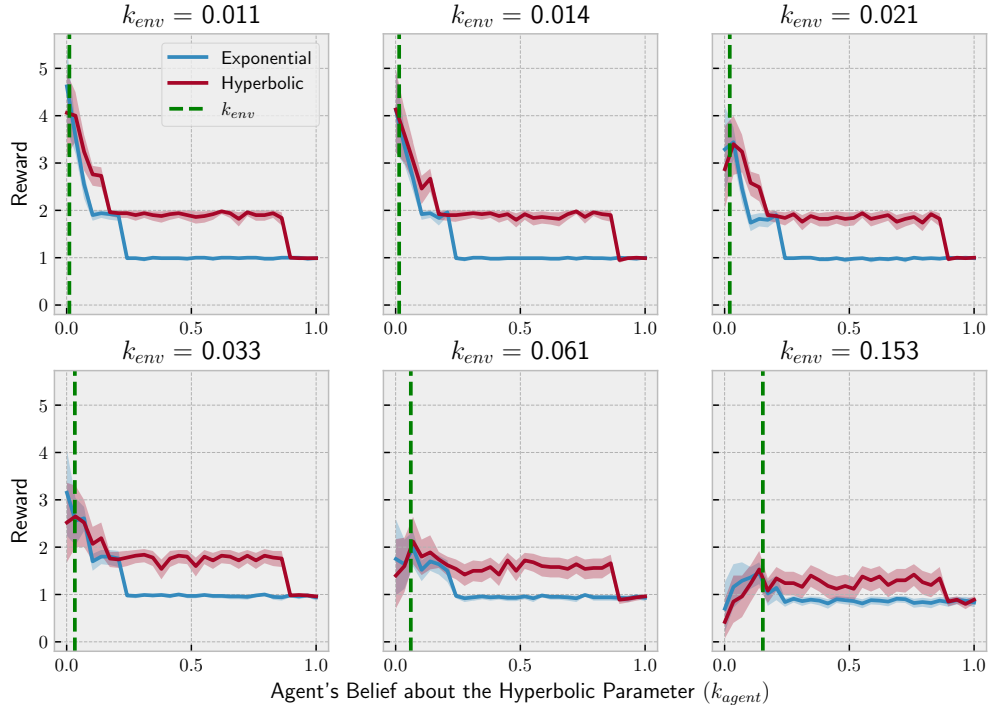 k_env = 0.011
k_env = 0.014
k_env = 0.021
Reward
5
4
3
2
1
0
Exponential
Hyperbolic
k_env
0.0 0.5 1.0
0.0 0.5 1.0
0.0 0.5 1.0
k_env = 0.033
k_env = 0.061
k_env = 0.153
Reward
5
4
3
2
1
0
0.0 0.5 1.0
0.0 0.5 1.0
0.0 0.5 1.0
Agent's Belief about the Hyperbolic Parameter (k_agent)